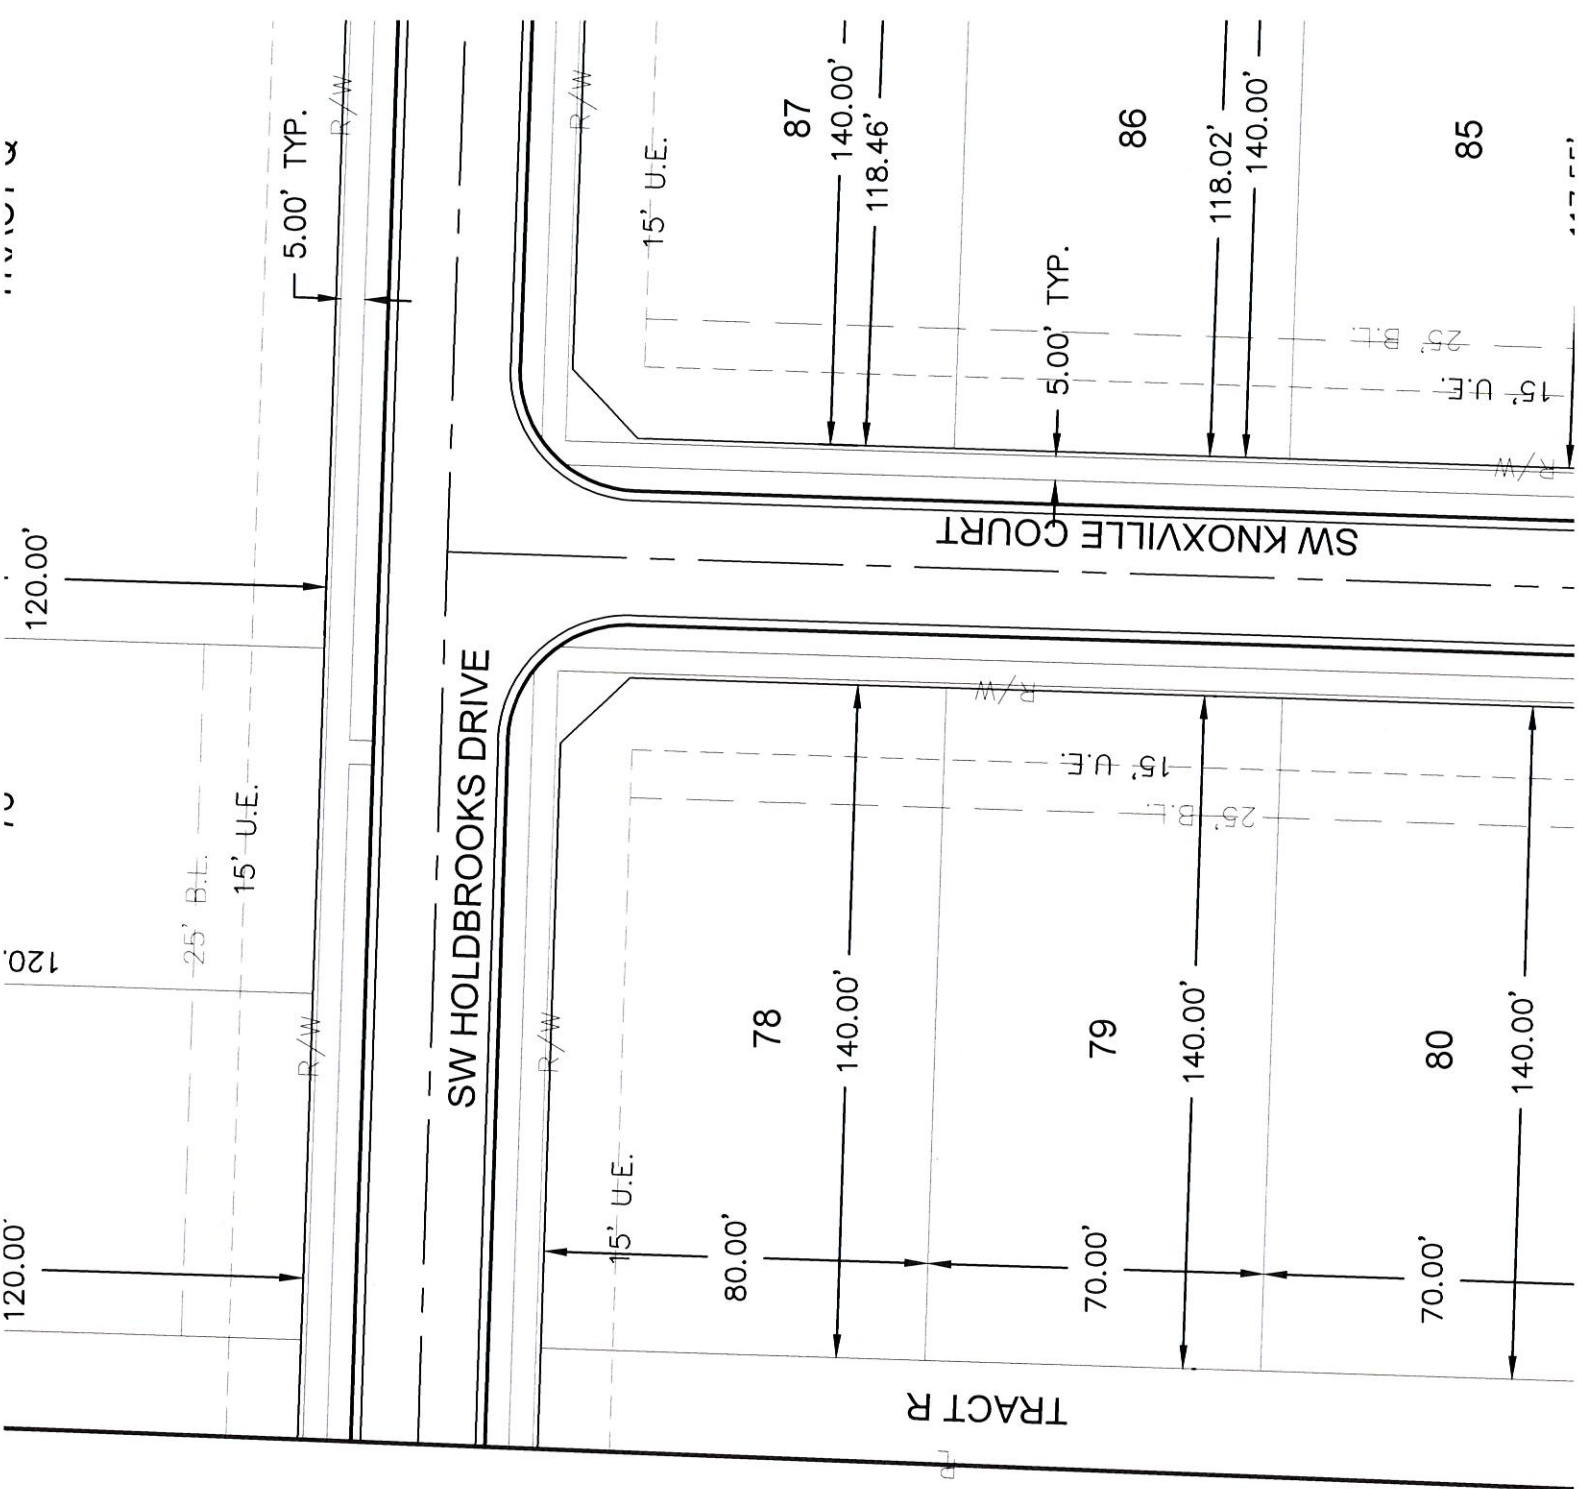 5.00' TYP.
R/W
R/W
15' U.E.
87
140.00'
118.46'
86
118.02'
140.00'
85
25' B.L.
15' U.E.
5.00' TYP.
R/W
120.00'
SW KNOXVILLE COURT
SW HOLDBROOKS DRIVE
25' B.L.
15' U.E.
120.
R/W
R/W
R/W
15' U.E.
25' B.L.
78
140.00'
79
140.00'
80
140.00'
15' U.E.
120.00'
80.00'
70.00'
70.00'
TRACT R